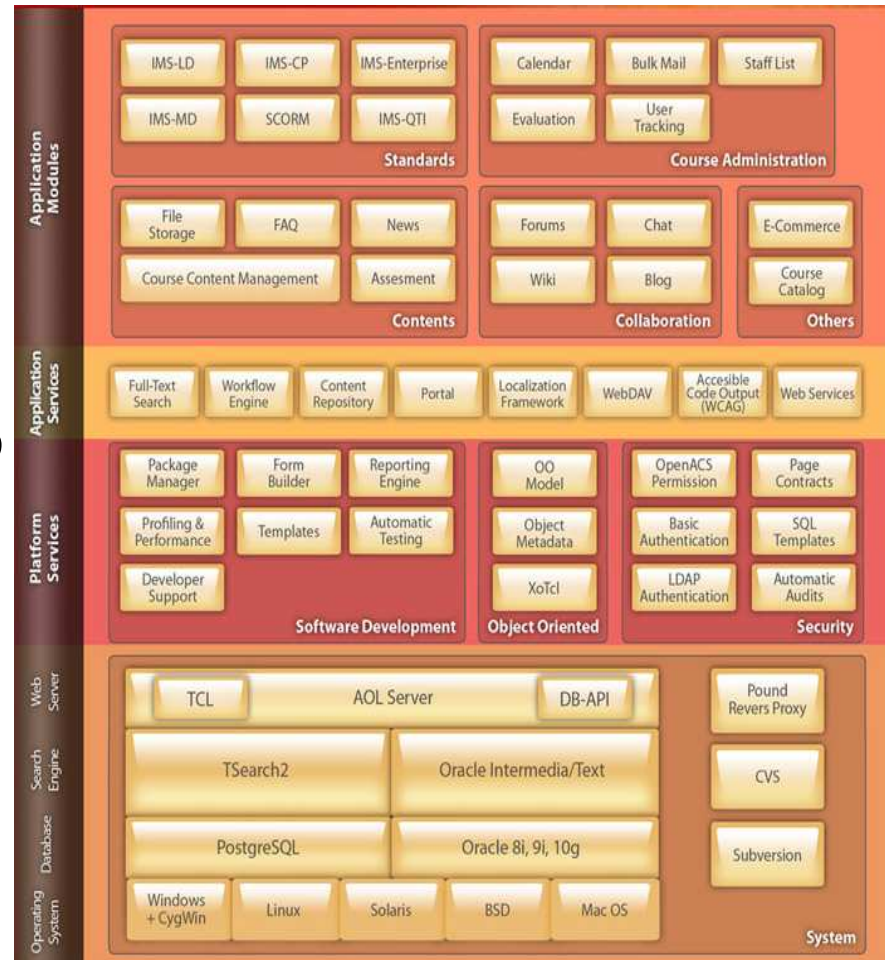 Application
Modules
IMS-LD
IMS-CP
IMS-Enterprise
IMS-MD
SCORM
IMS-QTI
Standards
Calendar
Bulk Mail
Staff List
Evaluation
User
Tracking
Course Administration
File
Storage
FAQ
News
Course Content Management
Assesment
Contents
Forums
Chat
Wiki
Blog
Collaboration
E-Commerce
Course
Catalog
Others
Application
Services
Full-Text
Search
Workflow
Engine
Content
Repository
Portal
Localization
Framework
WebDAV
Accesible
Code Output
(WCAG)
Web Services
)
Platform
Services
Package
Manager
Form
Builder
Reporting
Engine
Profiling &
Performance
Templates
Automatic
Testing
Developer
Support
Software Development
OO
Model
Object
Metadata
XoTcl
Object Oriented
OpenACS
Permission
Page
Contracts
Basic
Authentication
SQL
Templates
LDAP
Authentication
Automatic
Audits
Security
Web
Server
TCL
AOL Server
DB-API
Pound
Revers Proxy
Search
Engine
TSearch2
Oracle Intermedia/Text
CVS
Database
PostgreSQL
Oracle 8i, 9i, 10g
Subversion
Operating
System
Windows
+ CygWin
Linux
Solaris
BSD
Mac OS
System